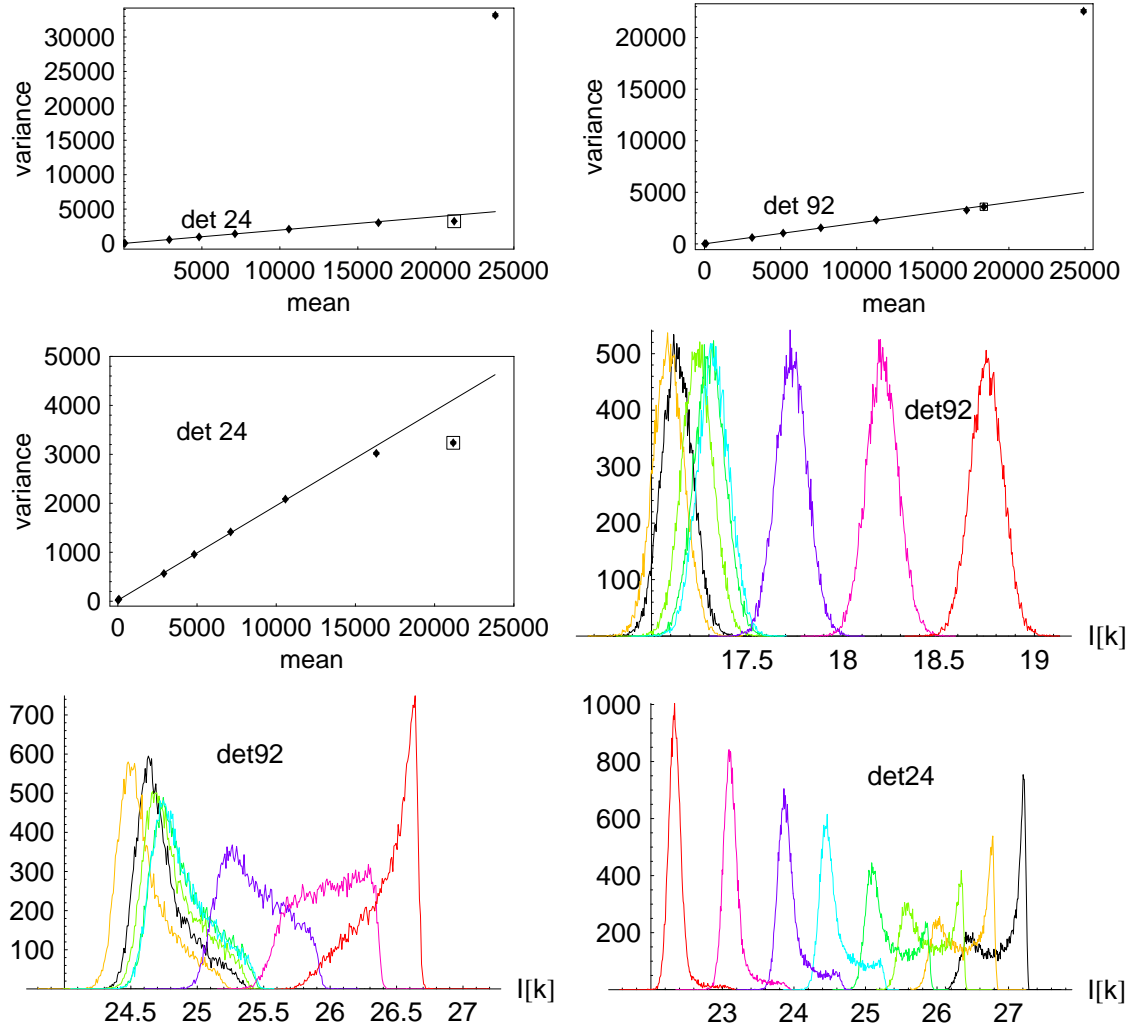 30000
25000
20000
15000
10000
5000
0
variance
det 24
5000 10000 15000 20000 25000
mean
20000
15000
10000
5000
0
variance
det 92
0 5000 10000 15000 20000 25000
mean
5000
4000
3000
2000
1000
0
variance
det 24
0 5000 10000 15000 20000 25000
mean
500
400
300
200
100
det92
17.5 18 18.5 19
I[k]
700
600
500
400
300
200
100
det92
24.5 25 25.5 26 26.5 27
I[k]
1000
800
600
400
200
det24
23 24 25 26 27
I[k]